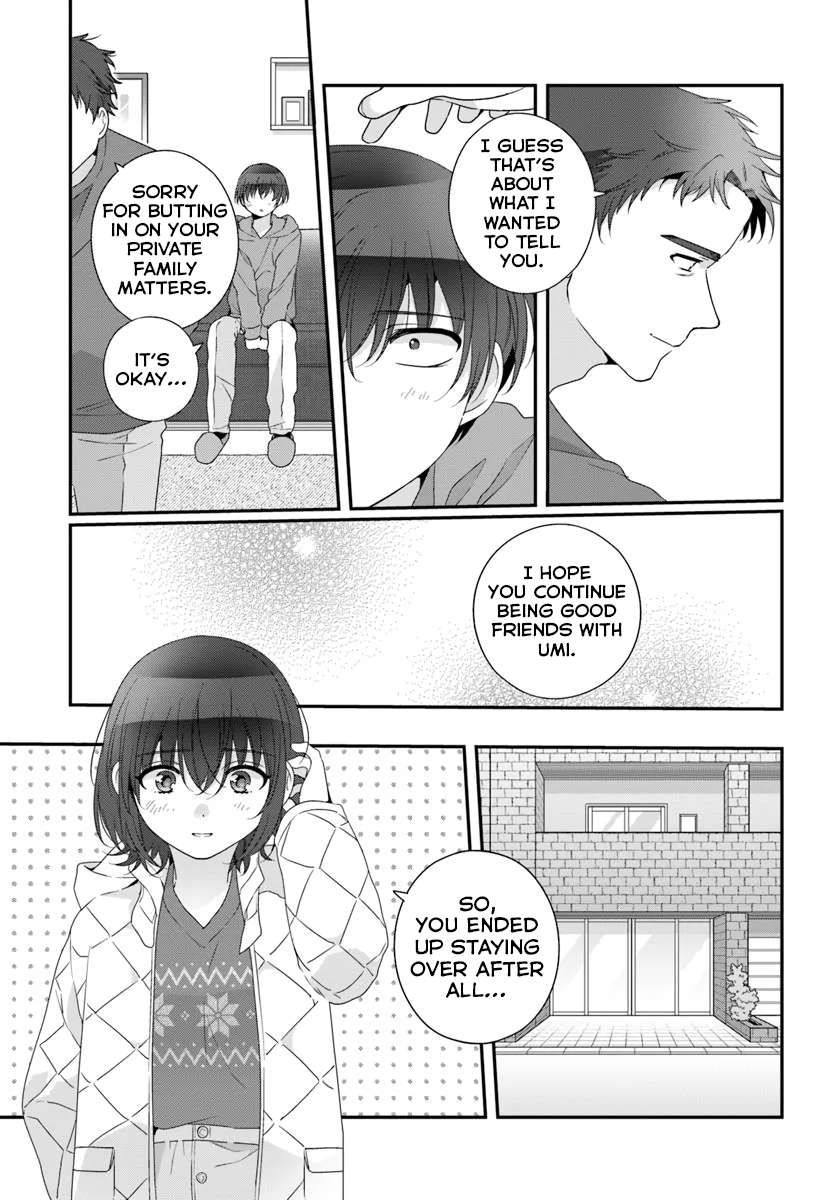 I GUESS
THAT'S
ABOUT
WHAT I
WANTED
TO TELL
YOU.
SORRY
FOR BUTTING
IN ON YOUR
PRIVATE
FAMILY
MATTERS.
IT'S
OKAY...
I HOPE
YOU CONTINUE
BEING GOOD
FRIENDS WITH
UMI.
SO,
YOU ENDED
UP STAYING
OVER AFTER
ALL...